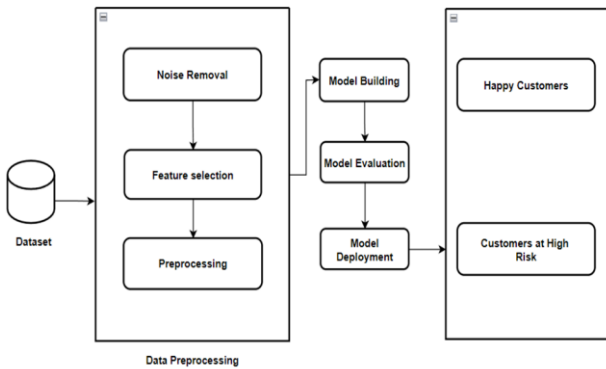 Noise Removal
Feature selection
Preprocessing
Dataset
Data Preprocessing
Model Building
Model Evaluation
Model
Deployment
Happy Customers
Customers at High
Risk